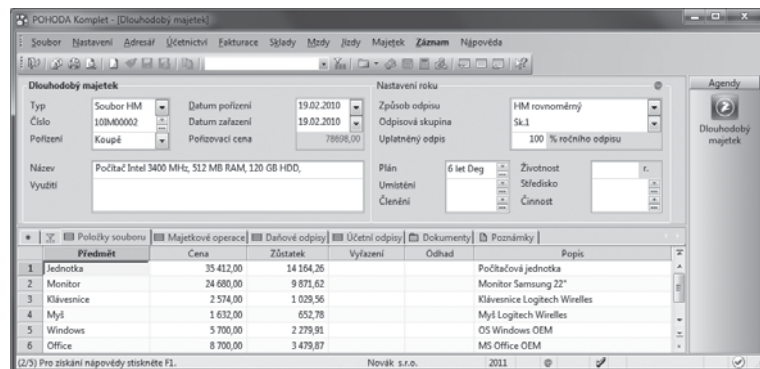 POHODA Komplet - [Dlouhodobý majetek]
Soubor Nastavení Adresář Účetnictví Fakturace Sklady Mzdy Jízdy Majetek Záznam Nápověda
Dlouhodobý majetek
Typ Soubor HM Datum pořízení 19.02.2010
Číslo 10IM00002 Datum zařazení 19.02.2010
Pořízení Koupě Pořizovací cena 78698,00
Název Počítač Intel 3400 MHz, 512 MB RAM, 120 GB HDD,
Využití
Nastavení roku @
Způsob odpisu HM rovnoměrný
Odpisová skupina Sk.1
Uplatněný odpis 100 % ročního odpisu
Plán 6 let Deg Životnost r.
Umístění Středisko
Členění Činnost
Agendy
Dlouhodobý
majetek
* Položky souboru Majetkové operace Daňové odpisy Účetní odpisy Dokumenty Poznámky
Předmět Cena Zůstatek Vyřazení Odhad Popis
1 Jednotka 35 412,00 14 164,26 Počítačová jednotka
2 Monitor 24 680,00 9 871,62 Monitor Samsung 22"
3 Klávesnice 2 574,00 1 029,56 Klávesnice Logitech Wirelles
4 Myš 1 632,00 652,78 Myš Logitech Wirelles
5 Windows 5 700,00 2 279,91 OS Windows OEM
6 Office 8 700,00 3 479,87 MS Office OEM
(2/5) Pro získání nápovědy stiskněte F1. Novák s.r.o. 2011 @